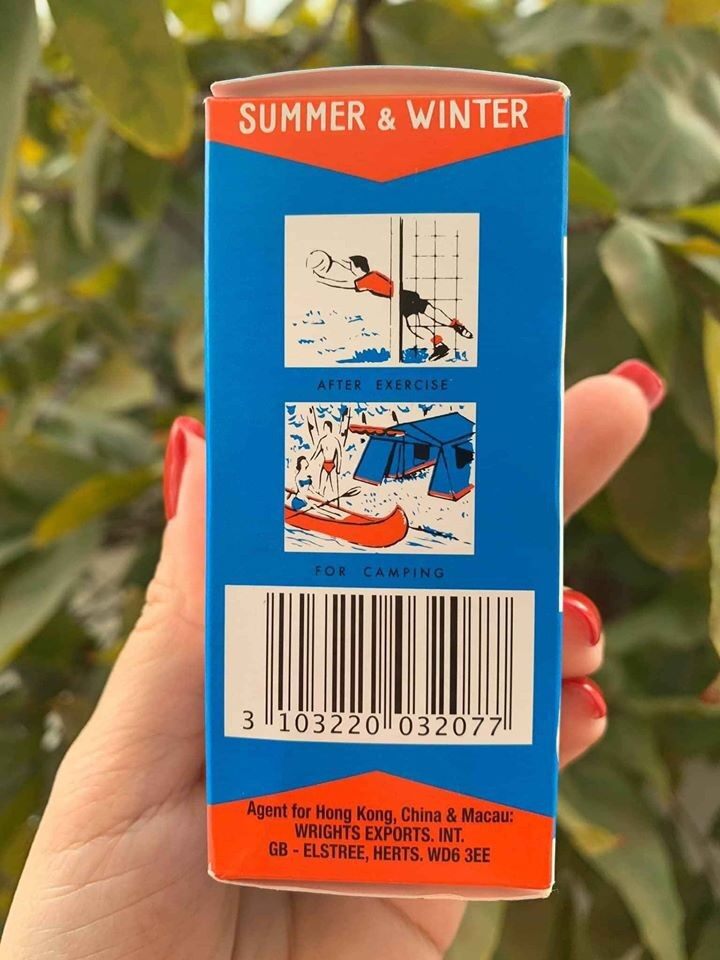 SUMMER & WINTER
AFTER EXERCISE
FOR CAMPING
3 103220 032077
Agent for Hong Kong, China & Macau:
WRIGHTS EXPORTS. INT.
GB - ELSTREE, HERTS. WD6 3EE